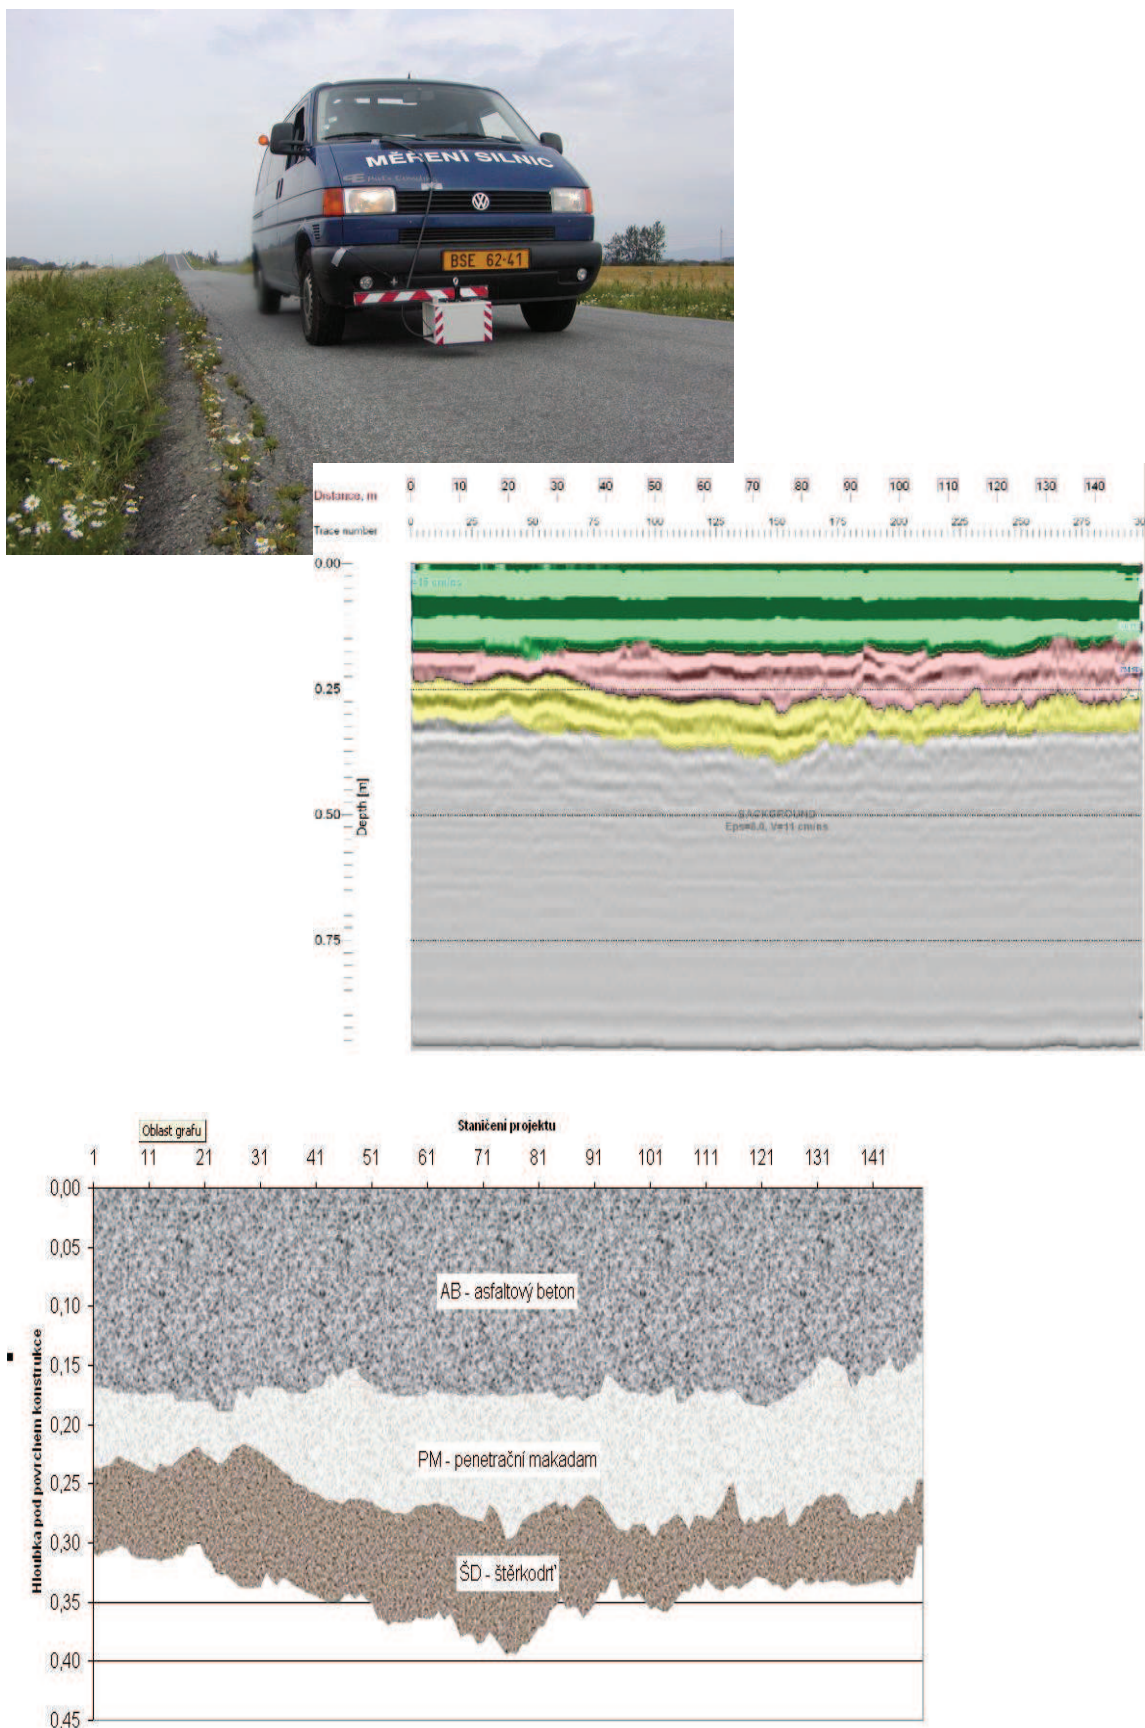 MĚŘENÍ SILNIC
BSE 62-41
Distance, m 0 10 20 30 40 50 60 70 80 90 100 110 120 130 140
Trace number 0 25 50 75 100 125 150 175 200 225 250 275
0.00
0.25
0.50
0.75
Depth [m]
BACKGROUND
Staničení projektu
Oblast grafu
1 11 21 31 41 51 61 71 81 91 101 111 121 131 141
0,00
0,05
0,10
0,15
0,20
0,25
0,30
0,35
0,40
0,45
Hloubka pod povrchem konstrukce
AB - asfaltový beton
PM - penetrační makadam
ŠD - štěrkodrť